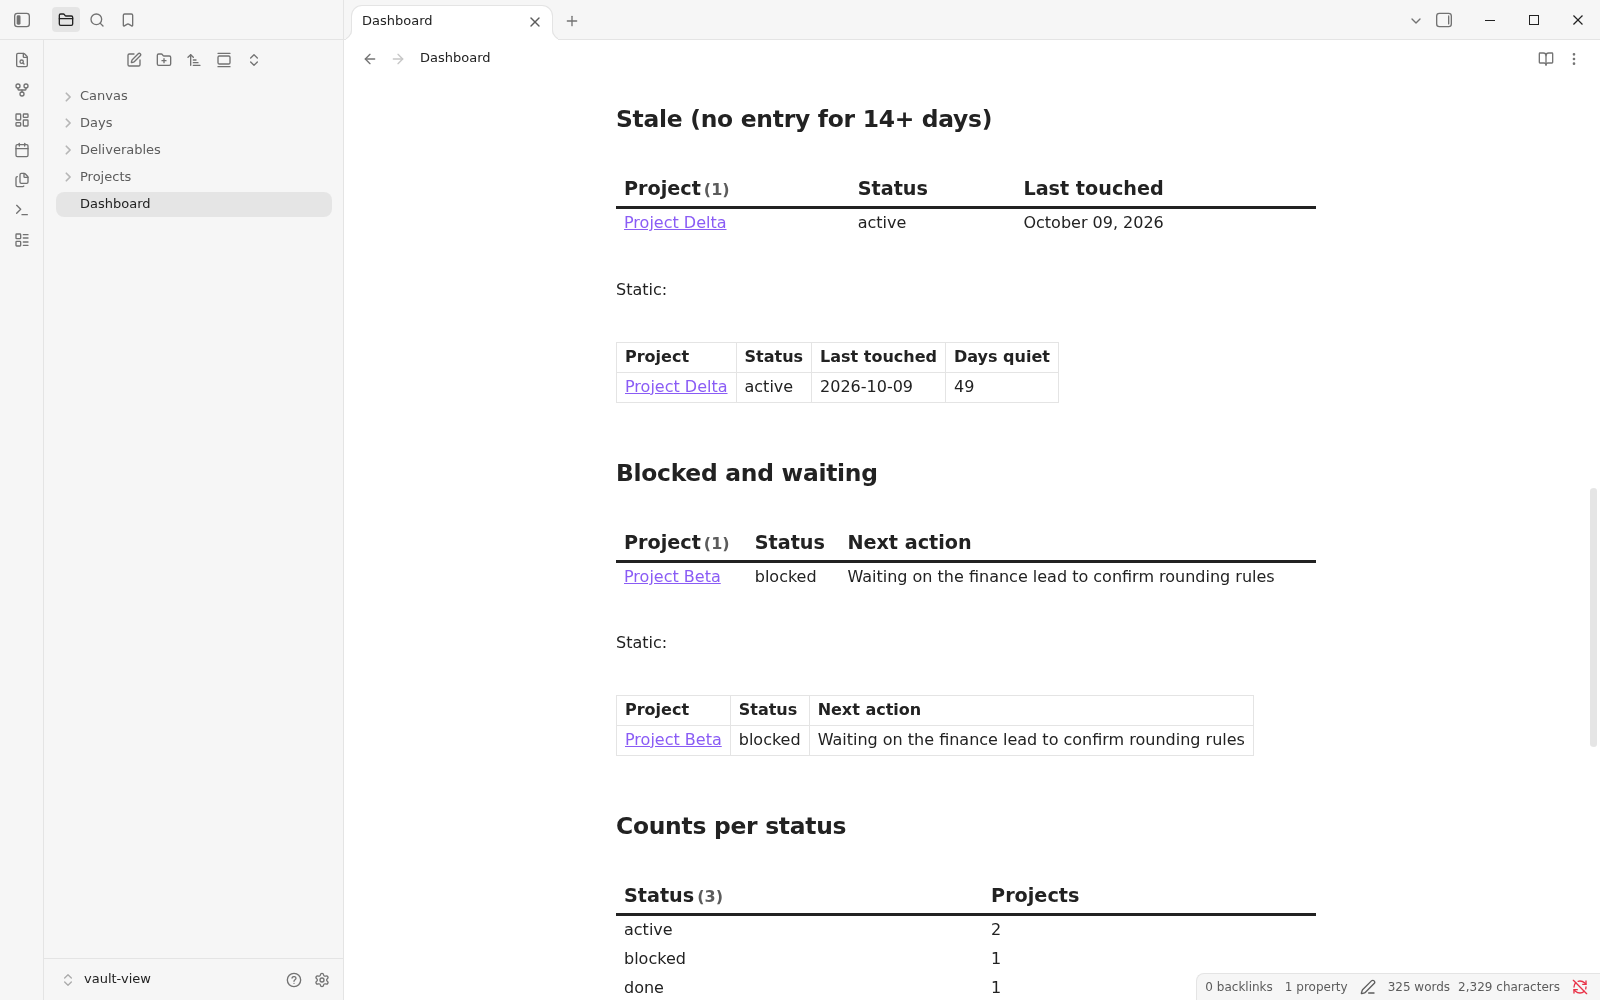 Dashboard
Dashboard
Canvas
Days
Deliverables
Projects
Dashboard
Stale (no entry for 14+ days)
Project (1) Status Last touched
Project Delta active October 09, 2026
Static:
Project Status Last touched Days quiet
Project Delta active 2026-10-09 49
Blocked and waiting
Project (1) Status Next action
Project Beta blocked Waiting on the finance lead to confirm rounding rules
Static:
Project Status Next action
Project Beta blocked Waiting on the finance lead to confirm rounding rules
Counts per status
Status (3) Projects
active 2
blocked 1
done 1
vault-view
0 backlinks 1 property 325 words 2,329 characters